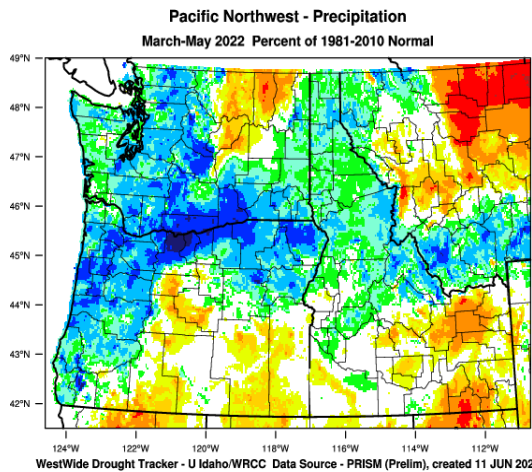 Pacific Northwest - Precipitation
March-May 2022 Percent of 1981-2010 Normal
49°N
48°N
47°N
46°N
45°N
44°N
43°N
42°N
124°W 122°W 120°W 118°W 116°W 114°W 112°W
WestWide Drought Tracker - U Idaho/WRCC Data Source - PRISM (Prelim), created 11 JUN 202